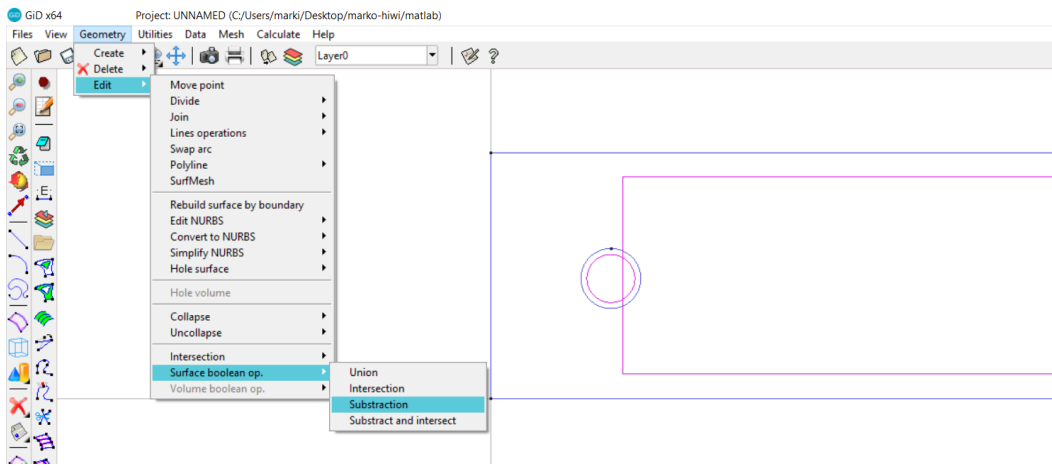 GiD x64 Project: UNNAMED (C:/Users/marki/Desktop/marko-hiwi/matlab)
Files View Geometry Utilities Data Mesh Calculate Help
Create
Delete
Edit
Layer0
?
Move point
Divide
Join
Lines operations
Swap arc
Polyline
SurfMesh
Rebuild surface by boundary
Edit NURBS
Convert to NURBS
Simplify NURBS
Hole surface
Hole volume
Collapse
Uncollapse
Intersection
Surface boolean op.
Volume boolean op.
Union
Intersection
Substraction
Substract and intersect
E